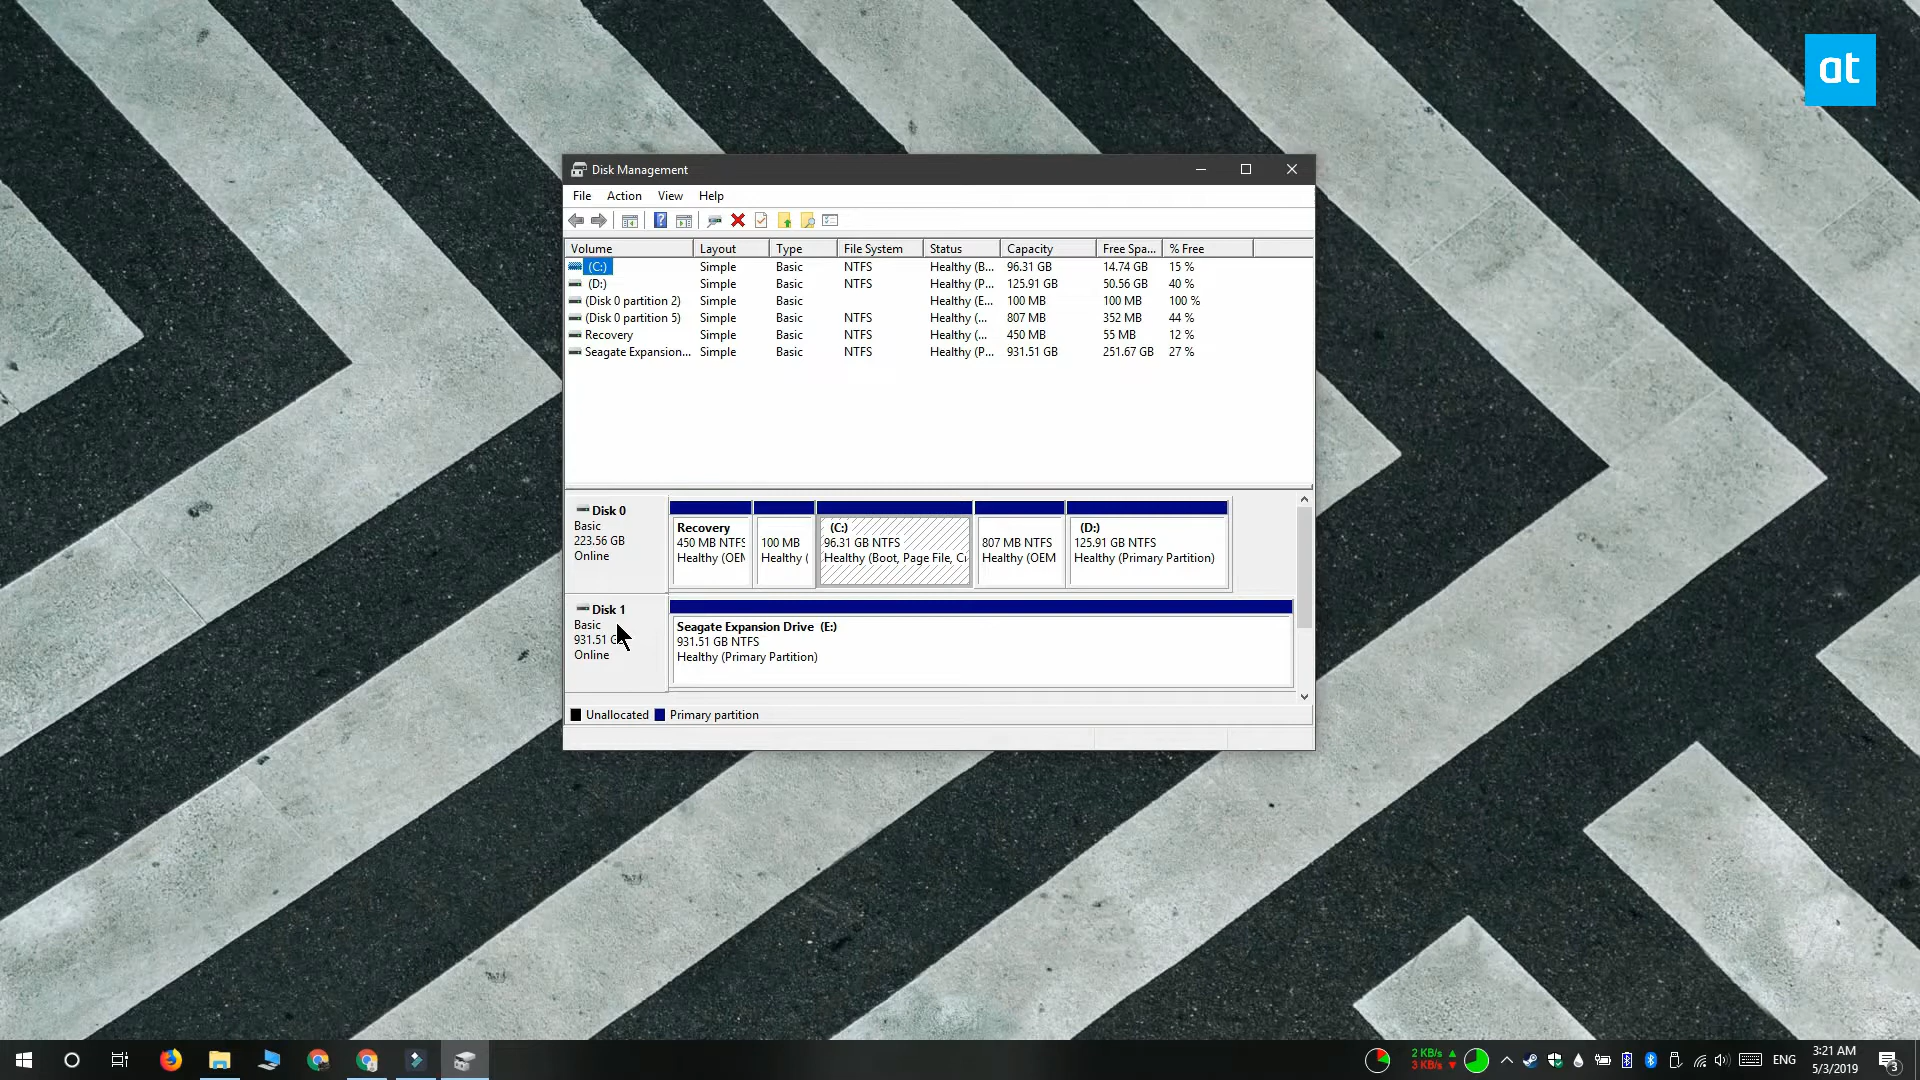 at
Disk Management
File Action View Help
Volume Layout Type File System Status Capacity Free Spa... % Free
(C:) Simple Basic NTFS Healthy (B... 96.31 GB 14.74 GB 15 %
(D:) Simple Basic NTFS Healthy (P... 125.91 GB 50.56 GB 40 %
(Disk 0 partition 2) Simple Basic Healthy (E... 100 MB 100 MB 100 %
(Disk 0 partition 5) Simple Basic NTFS Healthy (... 807 MB 352 MB 44 %
Recovery Simple Basic NTFS Healthy (... 450 MB 55 MB 12 %
Seagate Expansion... Simple Basic NTFS Healthy (P... 931.51 GB 251.67 GB 27 %
Disk 0
Basic
223.56 GB
Online
Recovery
450 MB NTFS
Healthy (OEM
100 MB
Healthy (
(C:)
96.31 GB NTFS
Healthy (Boot, Page File, Cr
807 MB NTFS
Healthy (OEM
(D:)
125.91 GB NTFS
Healthy (Primary Partition)
Disk 1
Basic
931.51 G
Online
Seagate Expansion Drive (E:)
931.51 GB NTFS
Healthy (Primary Partition)
Unallocated Primary partition
2 KB/s
3 KB/s
ENG
3:21 AM
5/3/2019
3